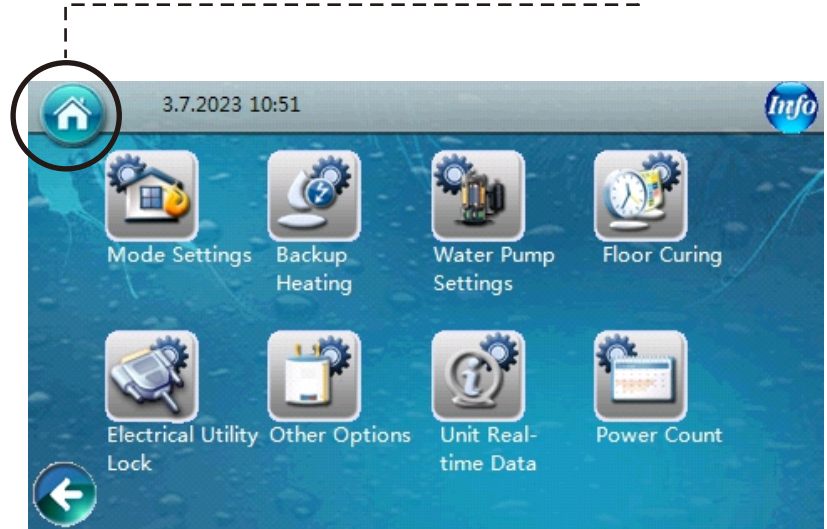 3.7.2023 10:51
Info
Mode Settings
Backup
Heating
Water Pump
Settings
Floor Curing
Electrical Utility
Lock
Other Options
Unit Real-
time Data
Power Count